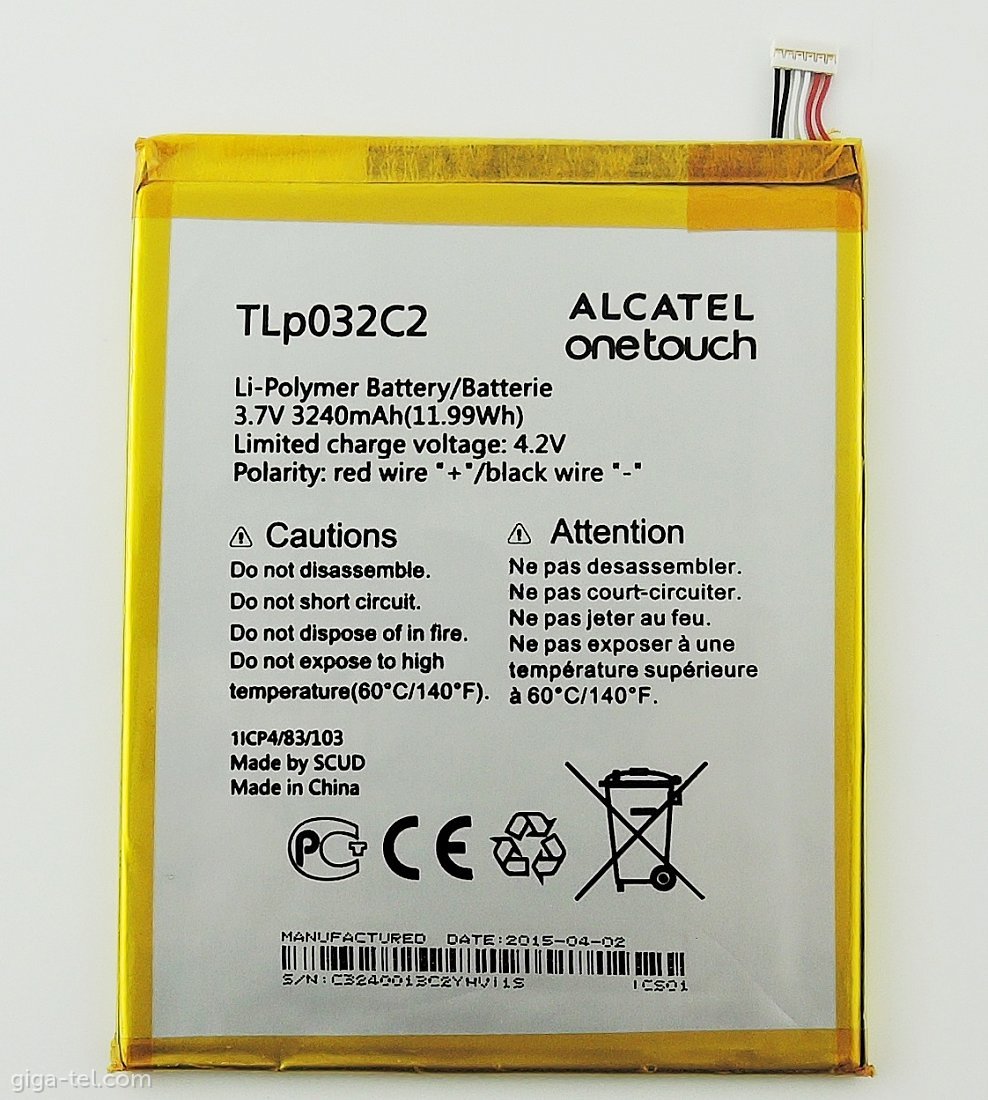 TLp032C2
ALCATEL
onetouch
Li-Polymer Battery/Batterie
3.7V 3240mAh(11.99Wh)
Limited charge voltage: 4.2V
Polarity: red wire "+"/black wire "-"
Cautions
Do not disassemble.
Do not short circuit.
Do not dispose of in fire.
Do not expose to high
temperature(60°C/140°F).
Attention
Ne pas desassembler.
Ne pas court-circuiter.
Ne pas jeter au feu.
Ne pas exposer à une
température supérieure
à 60°C/140°F.
1ICP4/83/103
Made by SCUD
Made in China
PCT CE
MANUFACTURED DATE:2015-04-02
S/N:C3240013C2YHVI1S ICS01
giga-tel.com